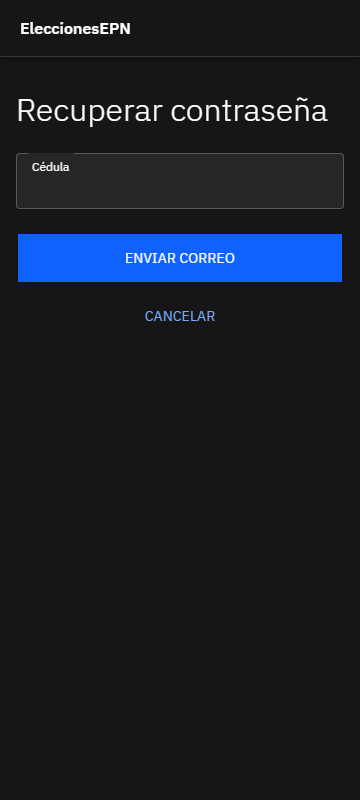 EleccionesEPN
Recuperar contraseña
Cédula
ENVIAR CORREO
CANCELAR